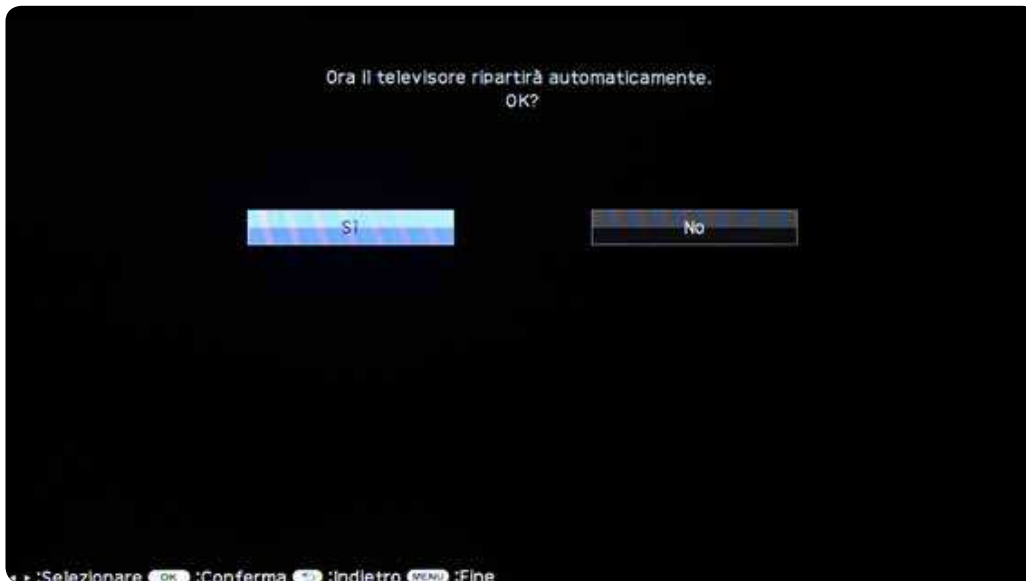 Ora il televisore ripartirà automaticamente.
OK?
Sì
No
:Selezionare OK :Conferma :Indietro MENU :Fine